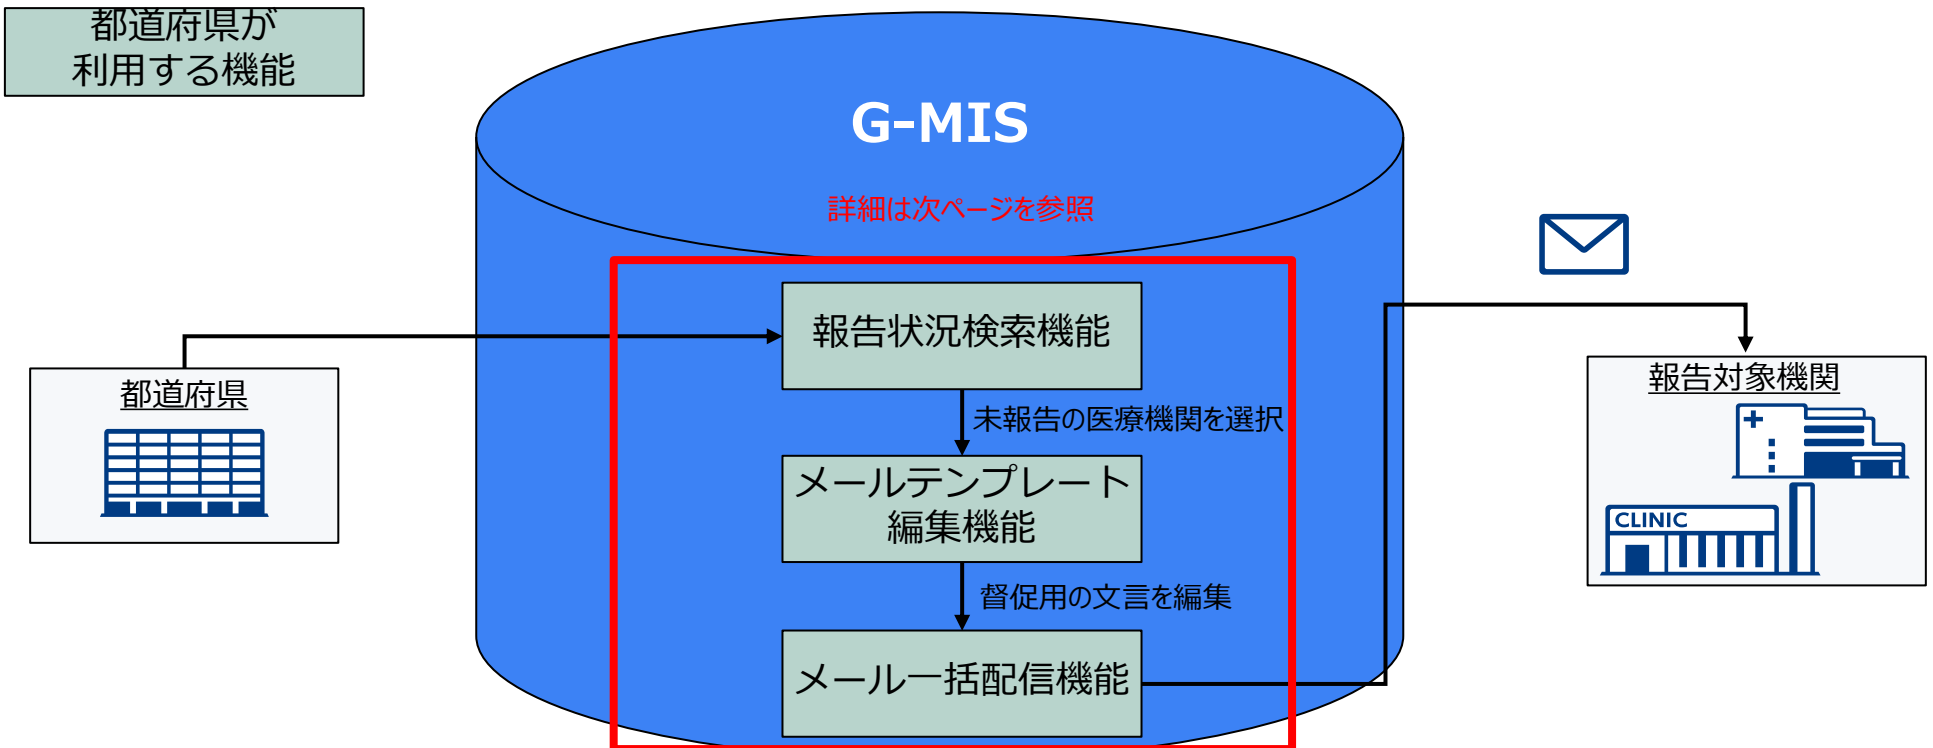 都道府県が
利用する機能
G-MIS
詳細は次ページを参照
報告状況検索機能
都道府県
報告対象機関
未報告の医療機関を選択
メールテンプレート
編集機能
CLINIC
督促用の文言を編集
メール一括配信機能